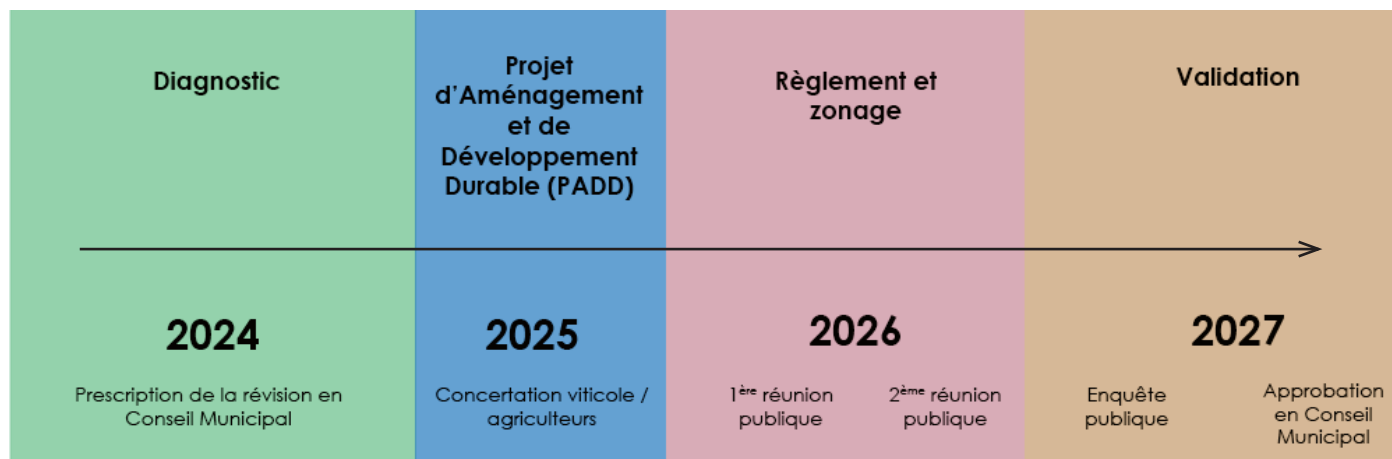 Diagnostic
Projet
d'Aménagement
et de
Développement
Durable (PADD)
Règlement et
zonage
Validation
2024
2025
2026
2027
Prescription de la révision en
Conseil Municipal
Concertation viticole /
agriculteurs
1ère réunion
publique
2ème réunion
publique
Enquête
publique
Approbation
en Conseil
Municipal